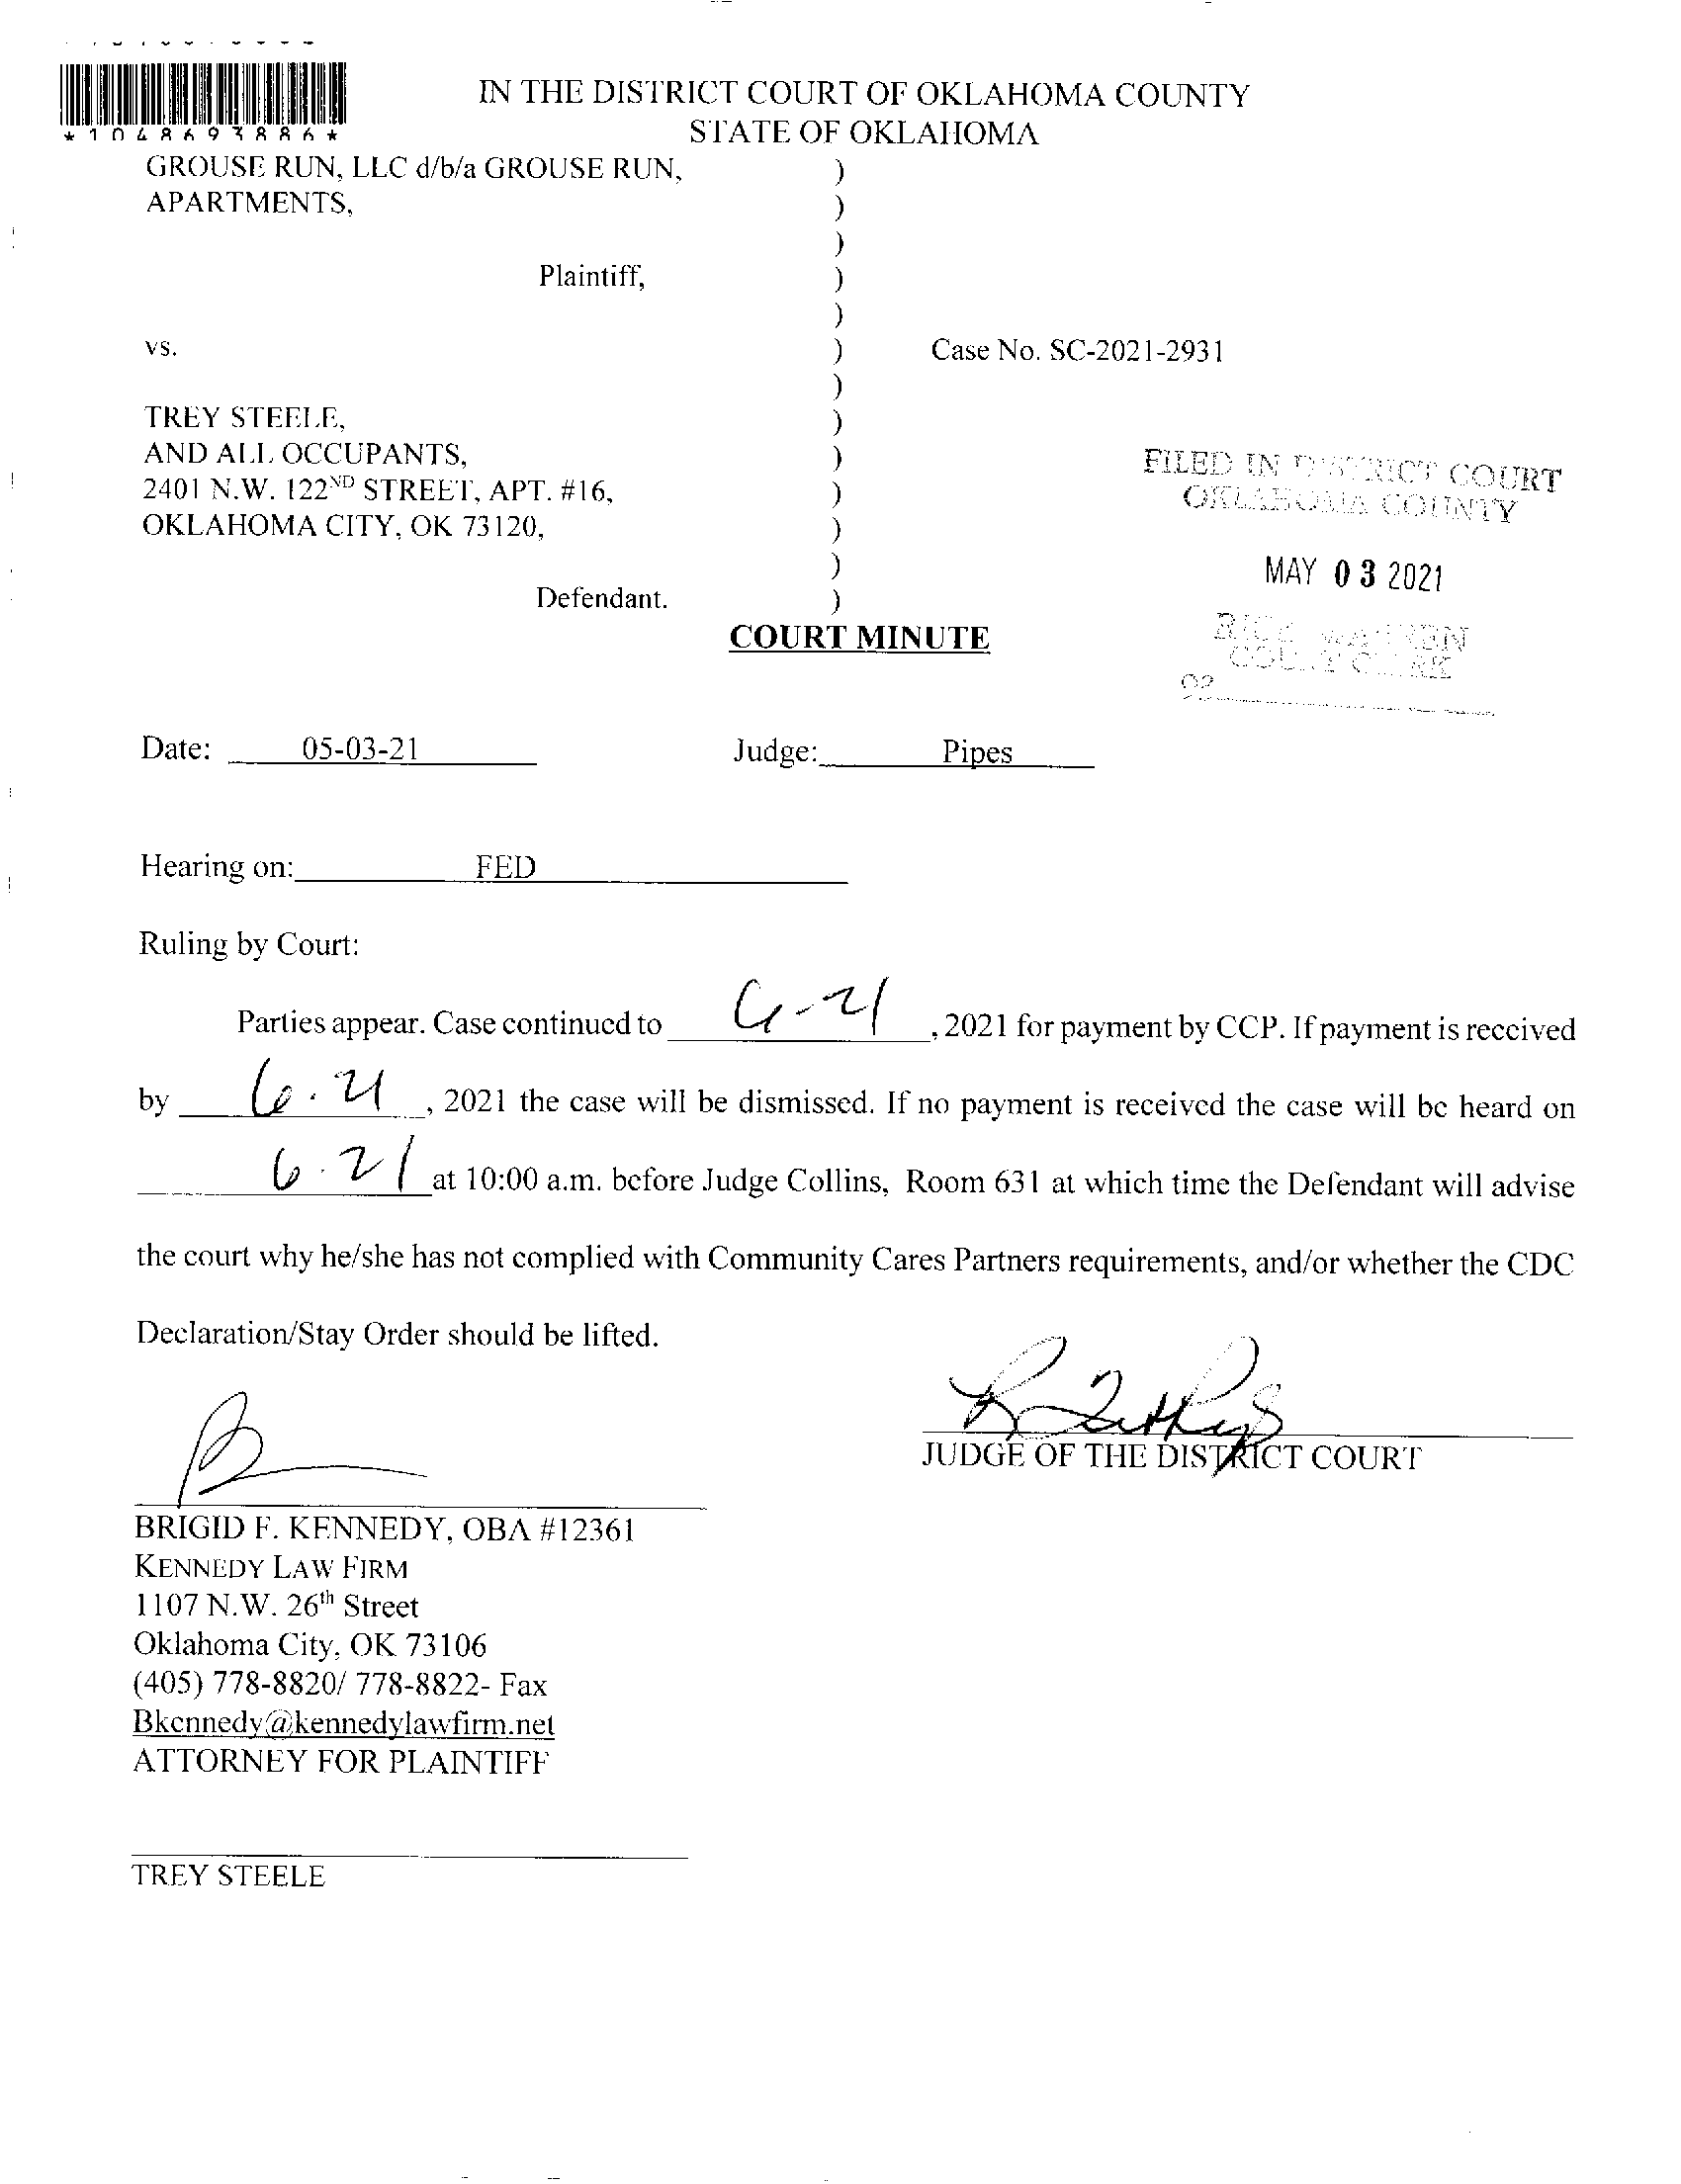 IN THE DISTRICT COURT OF OKLAHOMA COUNTY
STATE OF OKLAHOMA
*1048693886*
GROUSE RUN, LLC d/b/a GROUSE RUN, )
APARTMENTS, )
)
Plaintiff, )
)
vs. ) Case No. SC-2021-2931
)
TREY STEELE, )
AND ALL OCCUPANTS, )
2401 N.W. 122ND STREET, APT. #16, )
OKLAHOMA CITY, OK 73120, )
)
Defendant. )
FILED IN DISTRICT COURT
OKLAHOMA COUNTY
MAY 03 2021
RICK WARREN
COURT CLERK
02
COURT MINUTE
Date: 05-03-21 Judge: Pipes
Hearing on: FED
Ruling by Court:
Parties appear. Case continued to 6-21, 2021 for payment by CCP. If payment is received
by 6.21, 2021 the case will be dismissed. If no payment is received the case will be heard on
6.21 at 10:00 a.m. before Judge Collins, Room 631 at which time the Defendant will advise
the court why he/she has not complied with Community Cares Partners requirements, and/or whether the CDC
Declaration/Stay Order should be lifted.
JUDGE OF THE DISTRICT COURT
BRIGID F. KENNEDY, OBA #12361
KENNEDY LAW FIRM
1107 N.W. 26th Street
Oklahoma City, OK 73106
(405) 778-8820/ 778-8822- Fax
Bkennedy@kennedylawfirm.net
ATTORNEY FOR PLAINTIFF
TREY STEELE